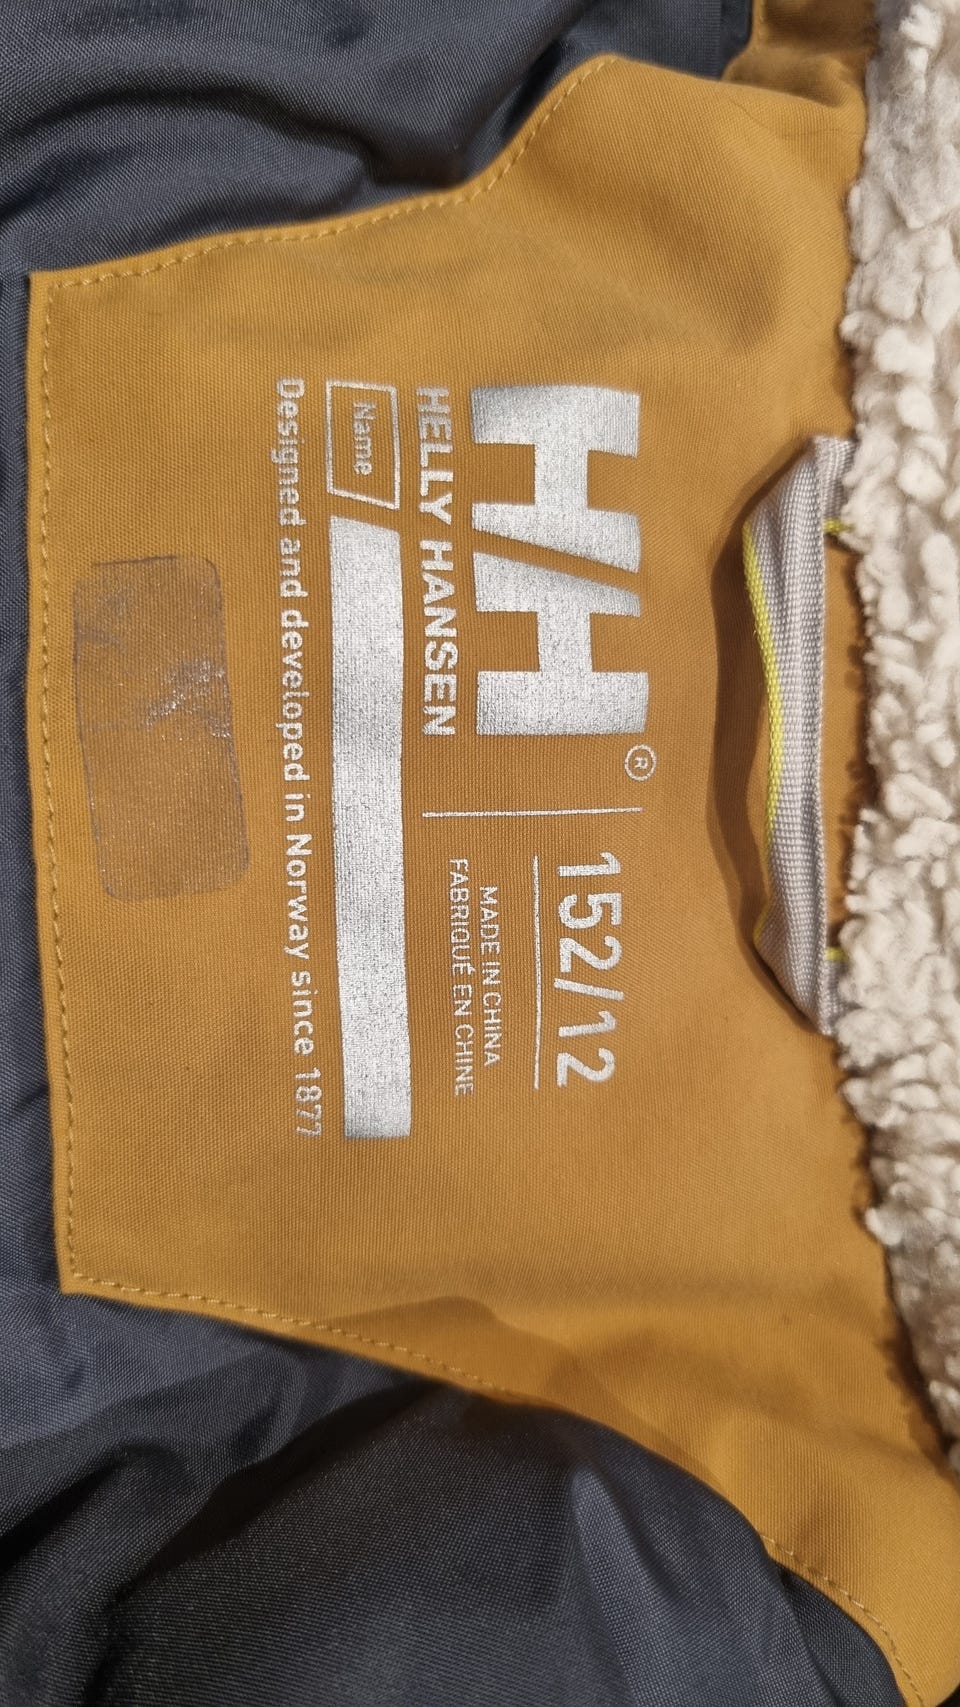 HH®
HELLY HANSEN
152/12
MADE IN CHINA
FABRIQUÉ EN CHINE
Name
Designed and developed in Norway since 1877